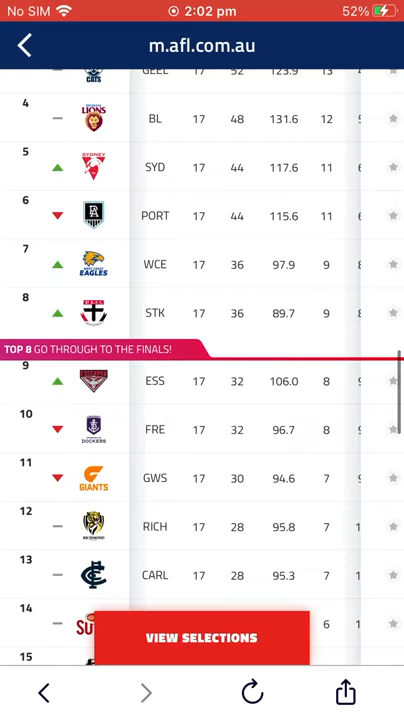 No SIM 2:02 pm 52%
m.afl.com.au
CATS GEEL 17 52 123.9 13
4 LIONS BL 17 48 131.6 12
5 SYDNEY SYD 17 44 117.6 11
6 PORT 17 44 115.6 11
7 EAGLES WCE 17 36 97.9 9
8 STK 17 36 89.7 9
TOP 8 GO THROUGH TO THE FINALS!
9 ESS 17 32 106.0 8
10 DOCKERS FRE 17 32 96.7 8
11 GIANTS GWS 17 30 94.6 7
12 RICHMOND RICH 17 28 95.8 7 1
13 CARL 17 28 95.3 7 1
14 SU 6 1
VIEW SELECTIONS
15